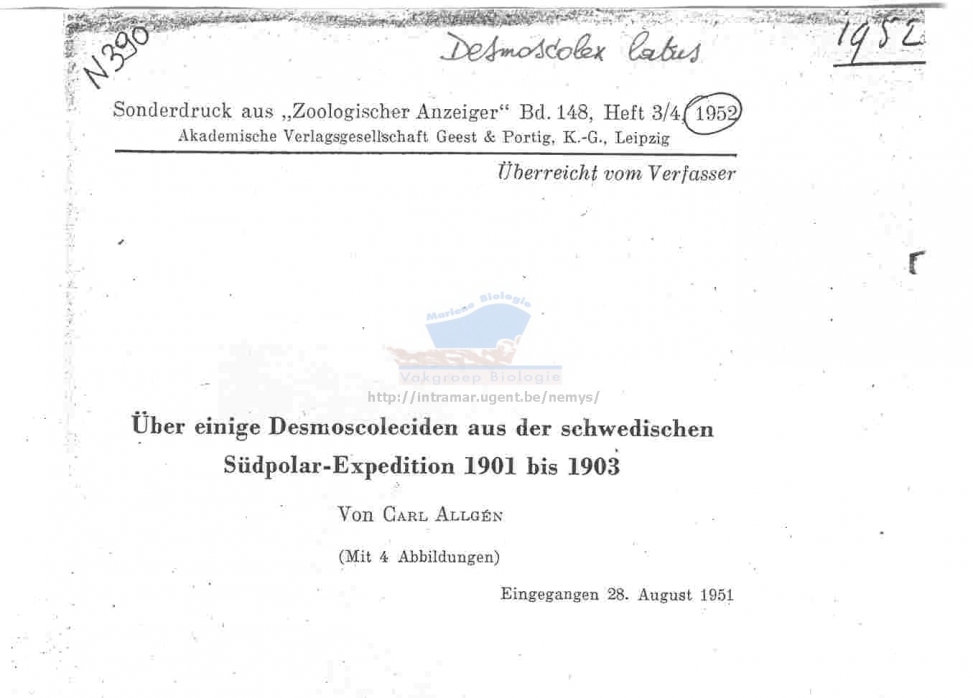 N390
Desmoscolex latus
1952
Sonderdruck aus „Zoologischer Anzeiger“ Bd. 148, Heft 3/4, 1952
Akademische Verlagsgesellschaft Geest & Portig, K.-G., Leipzig
Überreicht vom Verfasser
Mariene Biologie
Vakgroep Biologie
http://intramar.ugent.be/nemys/
Über einige Desmoscoleciden aus der schwedischen
Südpolar-Expedition 1901 bis 1903
Von CARL ALLGÉN
(Mit 4 Abbildungen)
Eingegangen 28. August 1951